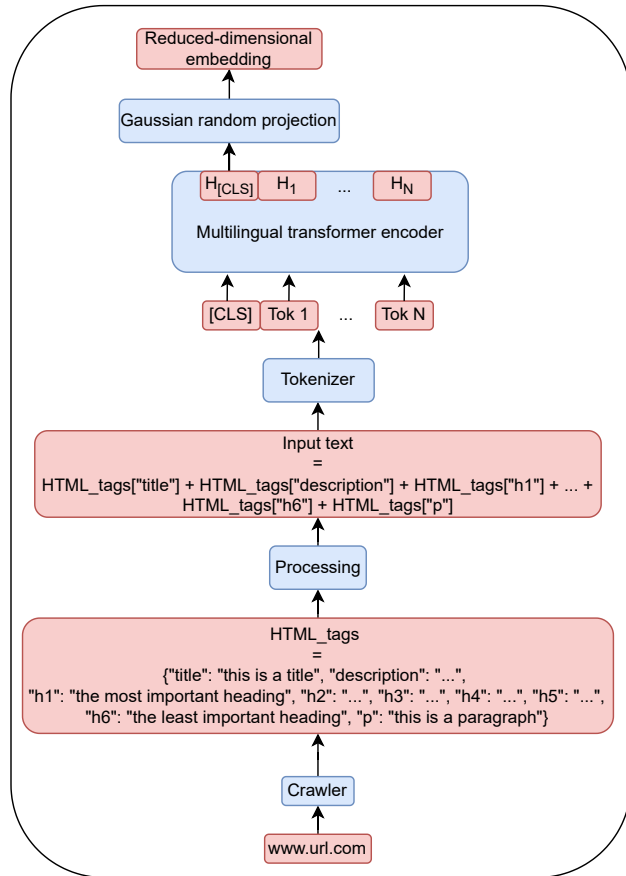 Reduced-dimensional
embedding
Gaussian random projection
H[CLS] H1 ... HN
Multilingual transformer encoder
[CLS] Tok 1 ... Tok N
Tokenizer
Input text
=
HTML_tags["title"] + HTML_tags["description"] + HTML_tags["h1"] + ... +
HTML_tags["h6"] + HTML_tags["p"]
Processing
HTML_tags
=
{"title": "this is a title", "description": "...",
"h1": "the most important heading", "h2": "...", "h3": "...", "h4": "...", "h5": "...",
"h6": "the least important heading", "p": "this is a paragraph"}
Crawler
www.url.com